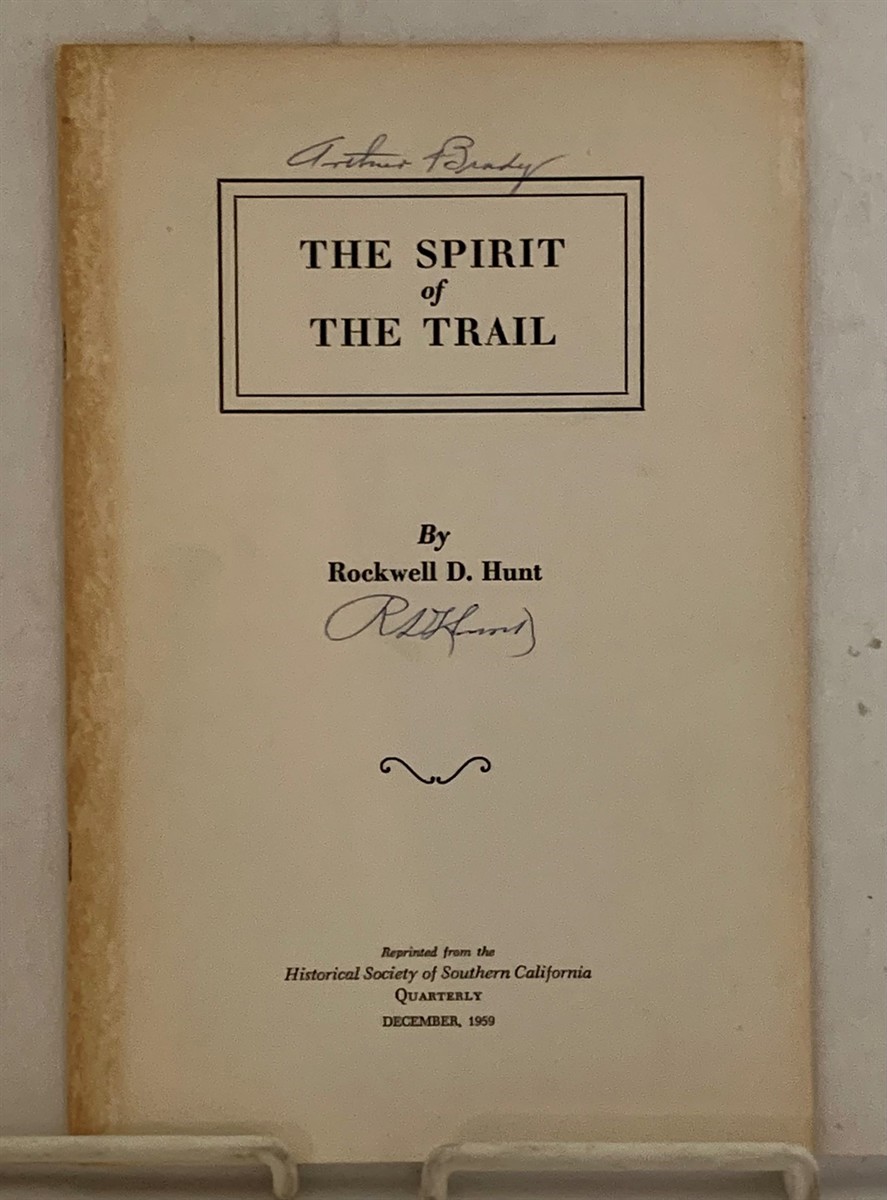 Arthur Brady
THE SPIRIT
of
THE TRAIL
By
Rockwell D. Hunt
R D Hunt
Reprinted from the
Historical Society of Southern California
QUARTERLY
DECEMBER, 1959